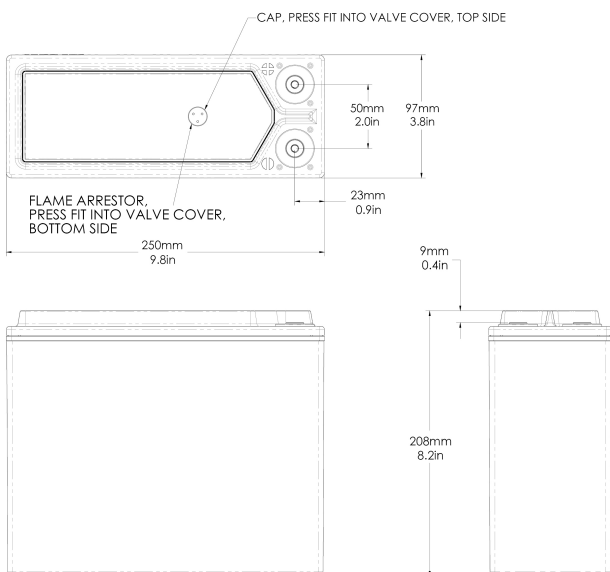 CAP, PRESS FIT INTO VALVE COVER, TOP SIDE
50mm
2.0in
97mm
3.8in
23mm
0.9in
FLAME ARRESTOR,
PRESS FIT INTO VALVE COVER,
BOTTOM SIDE
250mm
9.8in
9mm
0.4in
208mm
8.2in